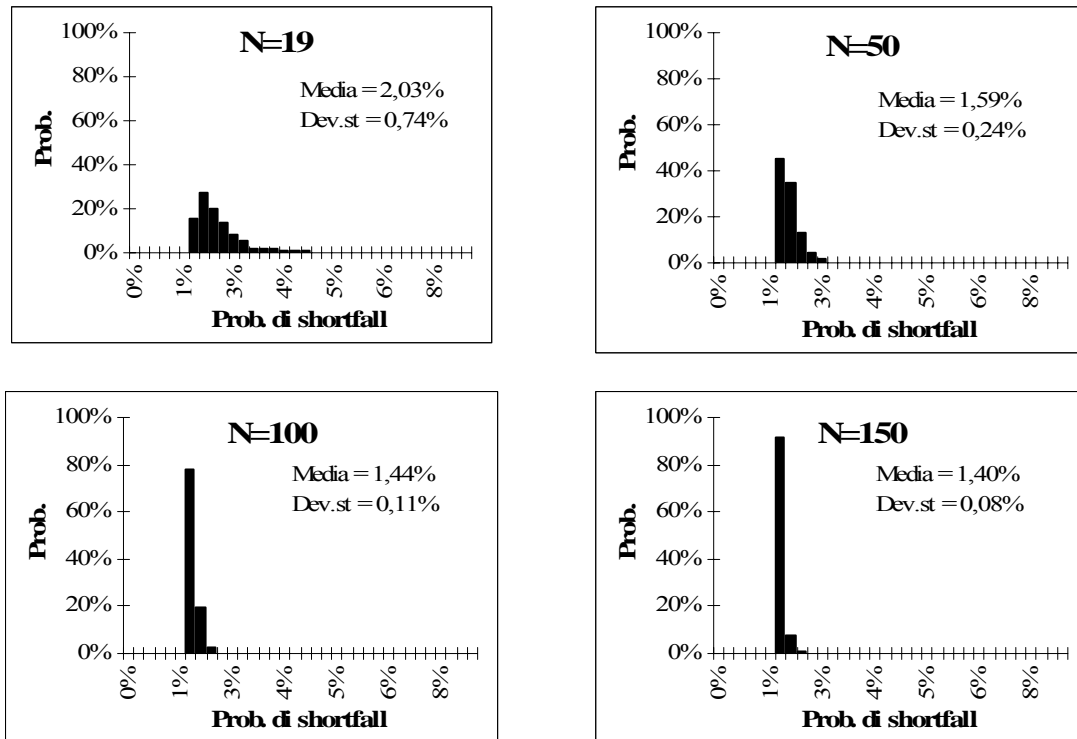 N=19
Media = 2,03%
Dev.st = 0,74%
Prob.
100%
80%
60%
40%
20%
0%
0%
1%
3%
4%
6%
8%
Prob. di shortfall
N=50
Media = 1,59%
Dev.st = 0,24%
Prob.
100%
80%
60%
40%
20%
0%
0%
1%
3%
4%
6%
8%
Prob. di shortfall
N=100
Media = 1,44%
Dev.st = 0,11%
Prob.
100%
80%
60%
40%
20%
0%
0%
1%
3%
4%
6%
8%
Prob. di shortfall
N=150
Media = 1,40%
Dev.st = 0,08%
Prob.
100%
80%
60%
40%
20%
0%
0%
1%
3%
4%
6%
8%
Prob. di shortfall